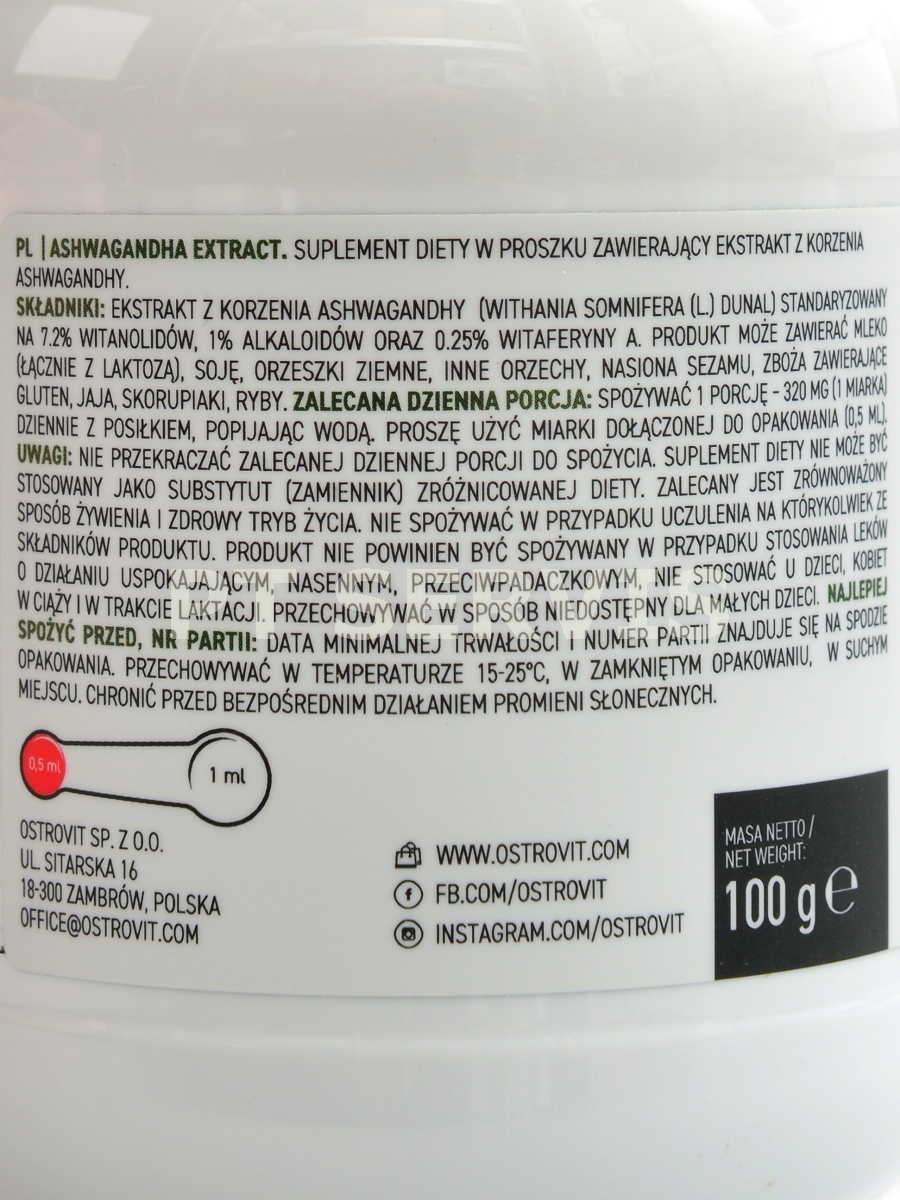 PL | ASHWAGANDHA EXTRACT. SUPLEMENT DIETY W PROSZKU ZAWIERAJĄCY EKSTRAKT Z KORZENIA
ASHWAGANDHY.
SKŁADNIKI: EKSTRAKT Z KORZENIA ASHWAGANDHY (WITHANIA SOMNIFERA (L.) DUNAL) STANDARYZOWANY
NA 7.2% WITANOLIDÓW, 1% ALKALOIDÓW ORAZ 0.25% WITAFERYNY A. PRODUKT MOŻE ZAWIERAĆ MLEKO
(ŁĄCZNIE Z LAKTOZĄ), SOJĘ, ORZESZKI ZIEMNE, INNE ORZECHY, NASIONA SEZAMU, ZBOŻA ZAWIERAJĄCE
GLUTEN, JAJA, SKORUPIAKI, RYBY. ZALECANA DZIENNA PORCJA: SPOŻYWAĆ 1 PORCJĘ - 320 MG (1 MIARKA)
DZIENNIE Z POSIŁKIEM, POPIJAJĄC WODĄ. PROSZĘ UŻYĆ MIARKI DOŁĄCZONEJ DO OPAKOWANIA (0,5 ML).
UWAGI: NIE PRZEKRACZAĆ ZALECANEJ DZIENNEJ PORCJI DO SPOŻYCIA. SUPLEMENT DIETY NIE MOŻE BYĆ
STOSOWANY JAKO SUBSTYTUT (ZAMIENNIK) ZRÓŻNICOWANEJ DIETY. ZALECANY JEST ZRÓWNOWAŻONY
SPOSÓB ŻYWIENIA I ZDROWY TRYB ŻYCIA. NIE SPOŻYWAĆ W PRZYPADKU UCZULENIA NA KTÓRYKOLWIEK ZE
SKŁADNIKÓW PRODUKTU. PRODUKT NIE POWINIEN BYĆ SPOŻYWANY W PRZYPADKU STOSOWANIA LEKÓW
O DZIAŁANIU USPOKAJAJĄCYM, NASENNYM, PRZECIWPADACZKOWYM, NIE STOSOWAĆ U DZIECI, KOBIET
W CIĄŻY I W TRAKCIE LAKTACJI. PRZECHOWYWAĆ W SPOSÓB NIEDOSTĘPNY DLA MAŁYCH DZIECI. NAJLEPIEJ
SPOŻYĆ PRZED, NR PARTII: DATA MINIMALNEJ TRWAŁOŚCI I NUMER PARTII ZNAJDUJE SIĘ NA SPODZIE
OPAKOWANIA. PRZECHOWYWAĆ W TEMPERATURZE 15-25°C, W ZAMKNIĘTYM OPAKOWANIU, W SUCHYM
MIEJSCU. CHRONIĆ PRZED BEZPOŚREDNIM DZIAŁANIEM PROMIENI SŁONECZNYCH.
0,5 ml
1 ml
OSTROVIT SP. Z O.O.
UL. SITARSKA 16
18-300 ZAMBRÓW, POLSKA
OFFICE@OSTROVIT.COM
WWW.OSTROVIT.COM
FB.COM/OSTROVIT
INSTAGRAM.COM/OSTROVIT
MASA NETTO /
NET WEIGHT:
100 g e